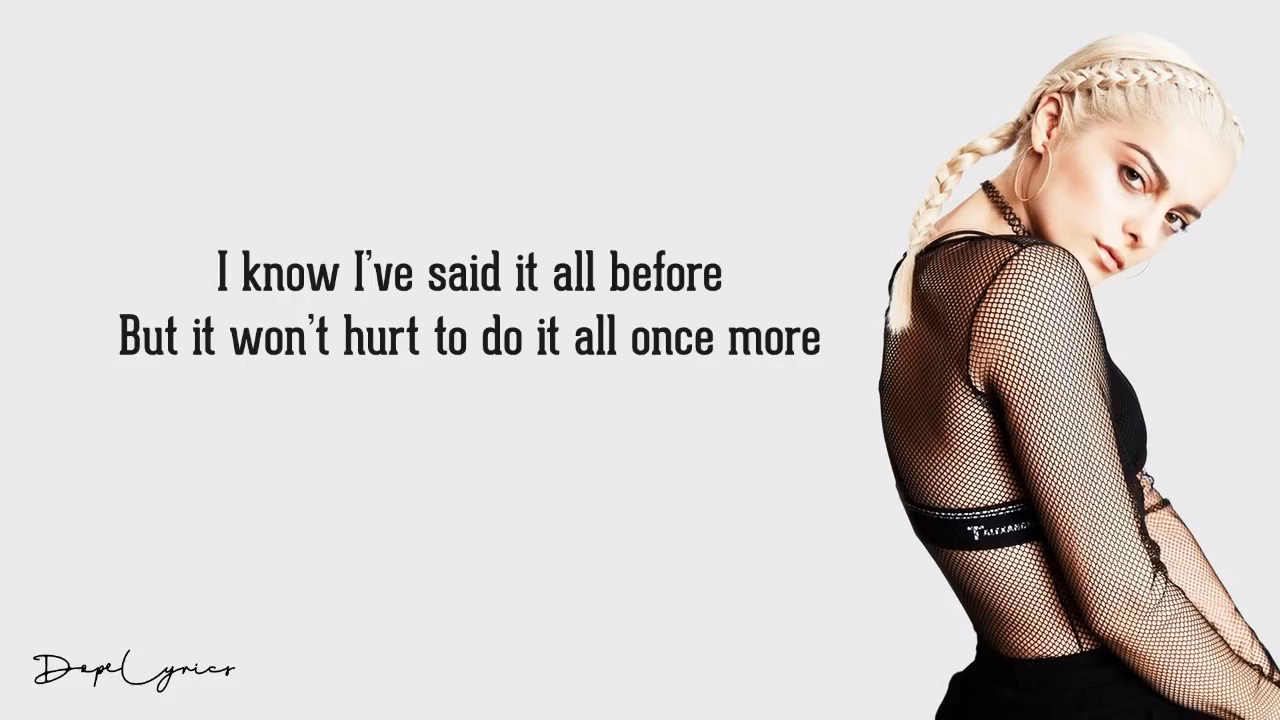 I know I've said it all before
But it won't hurt to do it all once more
DopeLyrics